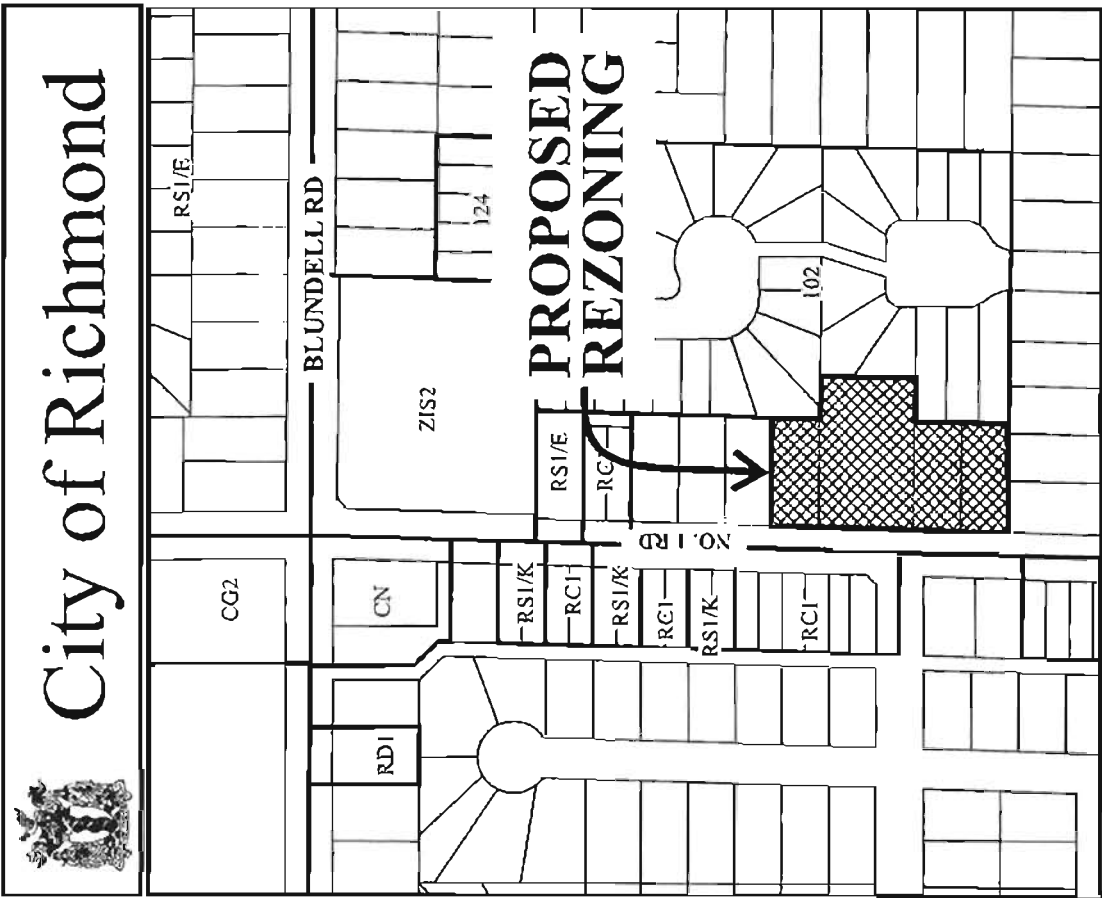 City of Richmond
RS1/E
BLUNDELL RD
124
PROPOSED
REZONING
102
ZIS2
RS1/E
NO. 1 RD
CG2
CN
RS1/K
RC1
RS1/K
RC1
RS1/K
RC1
RD1